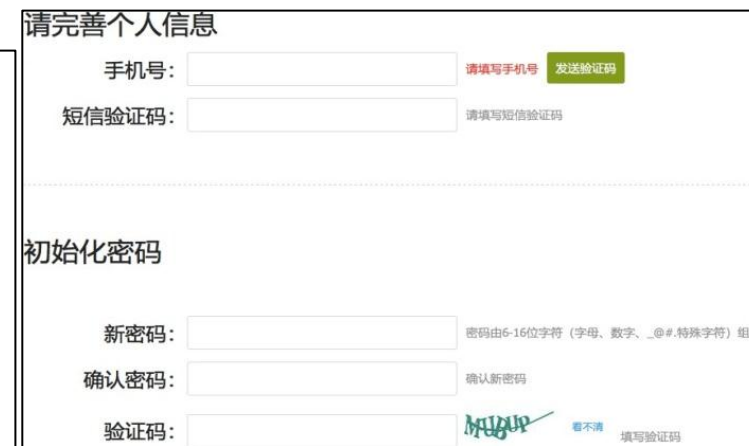 请完善个人信息
手机号： 请填写手机号 发送验证码
短信验证码： 请填写短信验证码
初始化密码
新密码： 密码由6-16位字符（字母、数字、_@#.特殊字符）组
确认密码： 确认新密码
验证码： 看不清 填写验证码